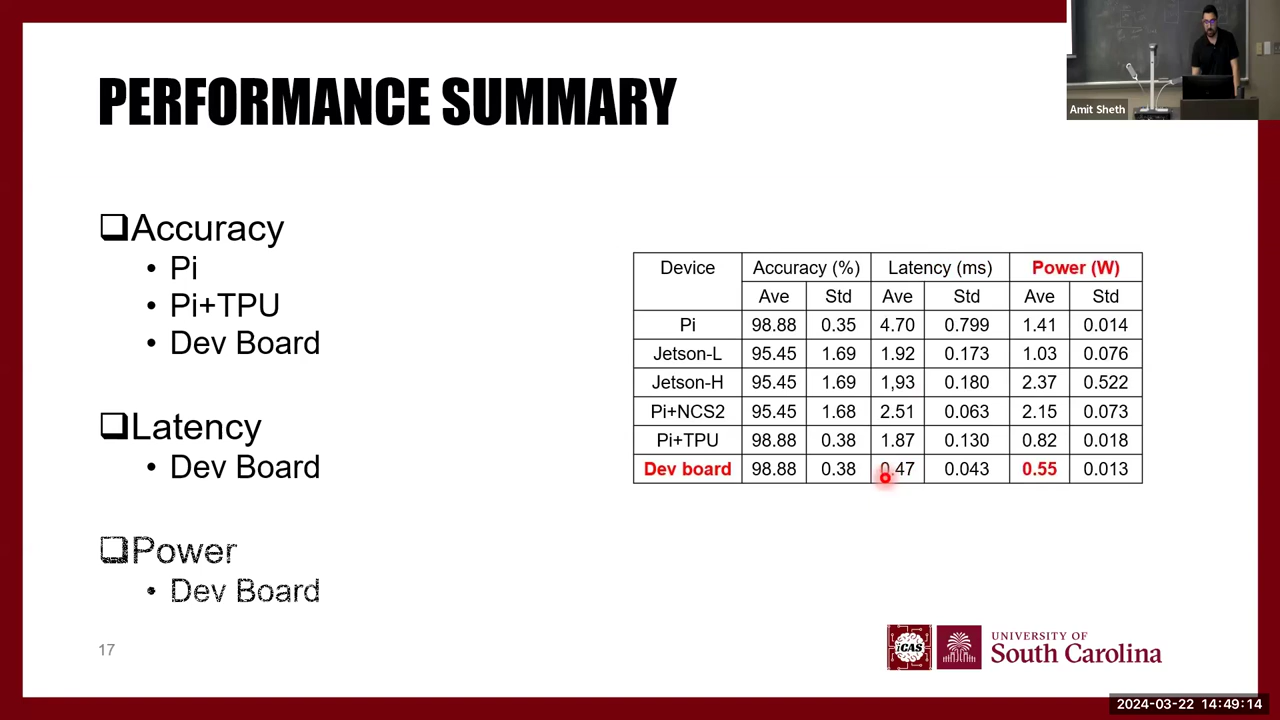 PERFORMANCE SUMMARY
Amit Sheth
❑Accuracy
• Pi
• Pi+TPU
• Dev Board
❑Latency
• Dev Board
❑Power
• Dev Board
Device Accuracy (%) Latency (ms) Power (W)
Ave Std Ave Std Ave Std
Pi 98.88 0.35 4.70 0.799 1.41 0.014
Jetson-L 95.45 1.69 1.92 0.173 1.03 0.076
Jetson-H 95.45 1.69 1,93 0.180 2.37 0.522
Pi+NCS2 95.45 1.68 2.51 0.063 2.15 0.073
Pi+TPU 98.88 0.38 1.87 0.130 0.82 0.018
Dev board 98.88 0.38 0.47 0.043 0.55 0.013
17
iCAS
UNIVERSITY OF
South Carolina
2024-03-22 14:49:14